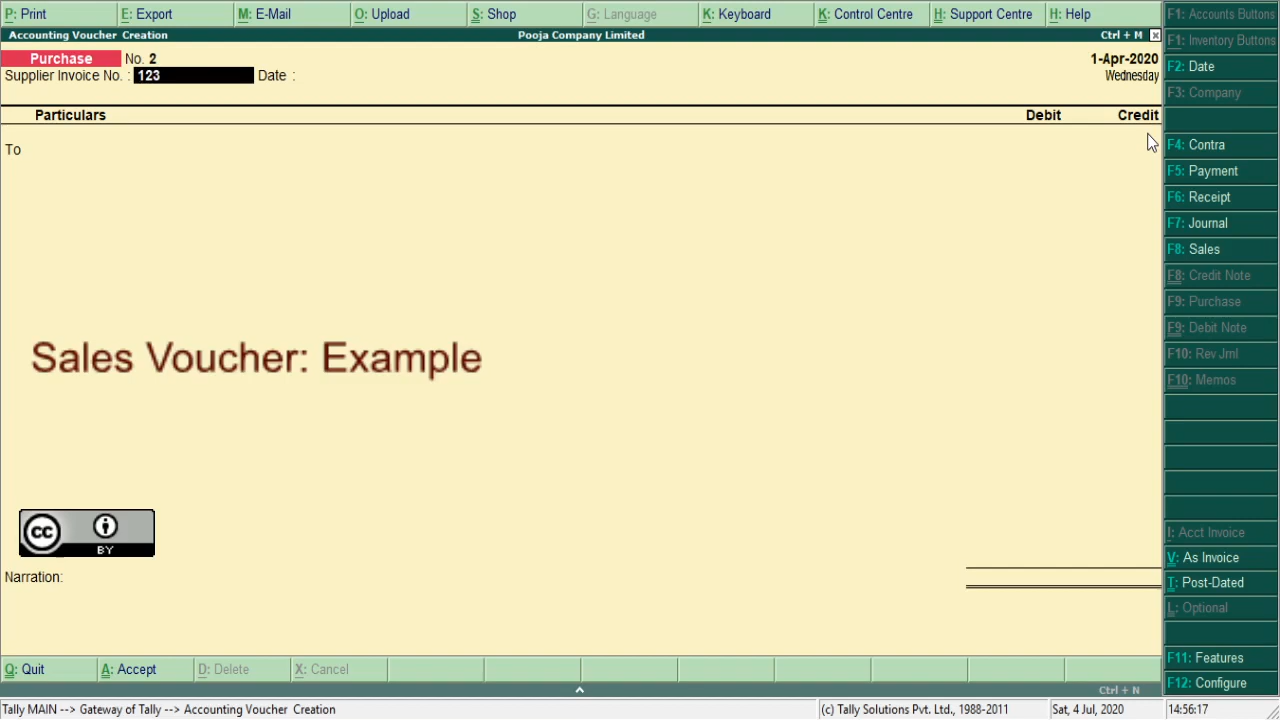 P: Print E: Export M: E-Mail O: Upload S: Shop G: Language K: Keyboard K: Control Centre H: Support Centre H: Help
Accounting Voucher Creation Pooja Company Limited Ctrl + M x
Purchase No. 2 1-Apr-2020
Supplier Invoice No. : 123 Date : Wednesday
Particulars Debit Credit
To
Sales Voucher: Example
cc BY
Narration:
Q: Quit A: Accept D: Delete X: Cancel
Ctrl + N
Tally MAIN --> Gateway of Tally --> Accounting Voucher Creation (c) Tally Solutions Pvt. Ltd., 1988-2011 Sat, 4 Jul, 2020 14:56:17
F1: Accounts Buttons
F1: Inventory Buttons
F2: Date
F3: Company
F4: Contra
F5: Payment
F6: Receipt
F7: Journal
F8: Sales
F8: Credit Note
F9: Purchase
F9: Debit Note
F10: Rev Jrnl
F10: Memos
I: Acct Invoice
V: As Invoice
T: Post-Dated
L: Optional
F11: Features
F12: Configure